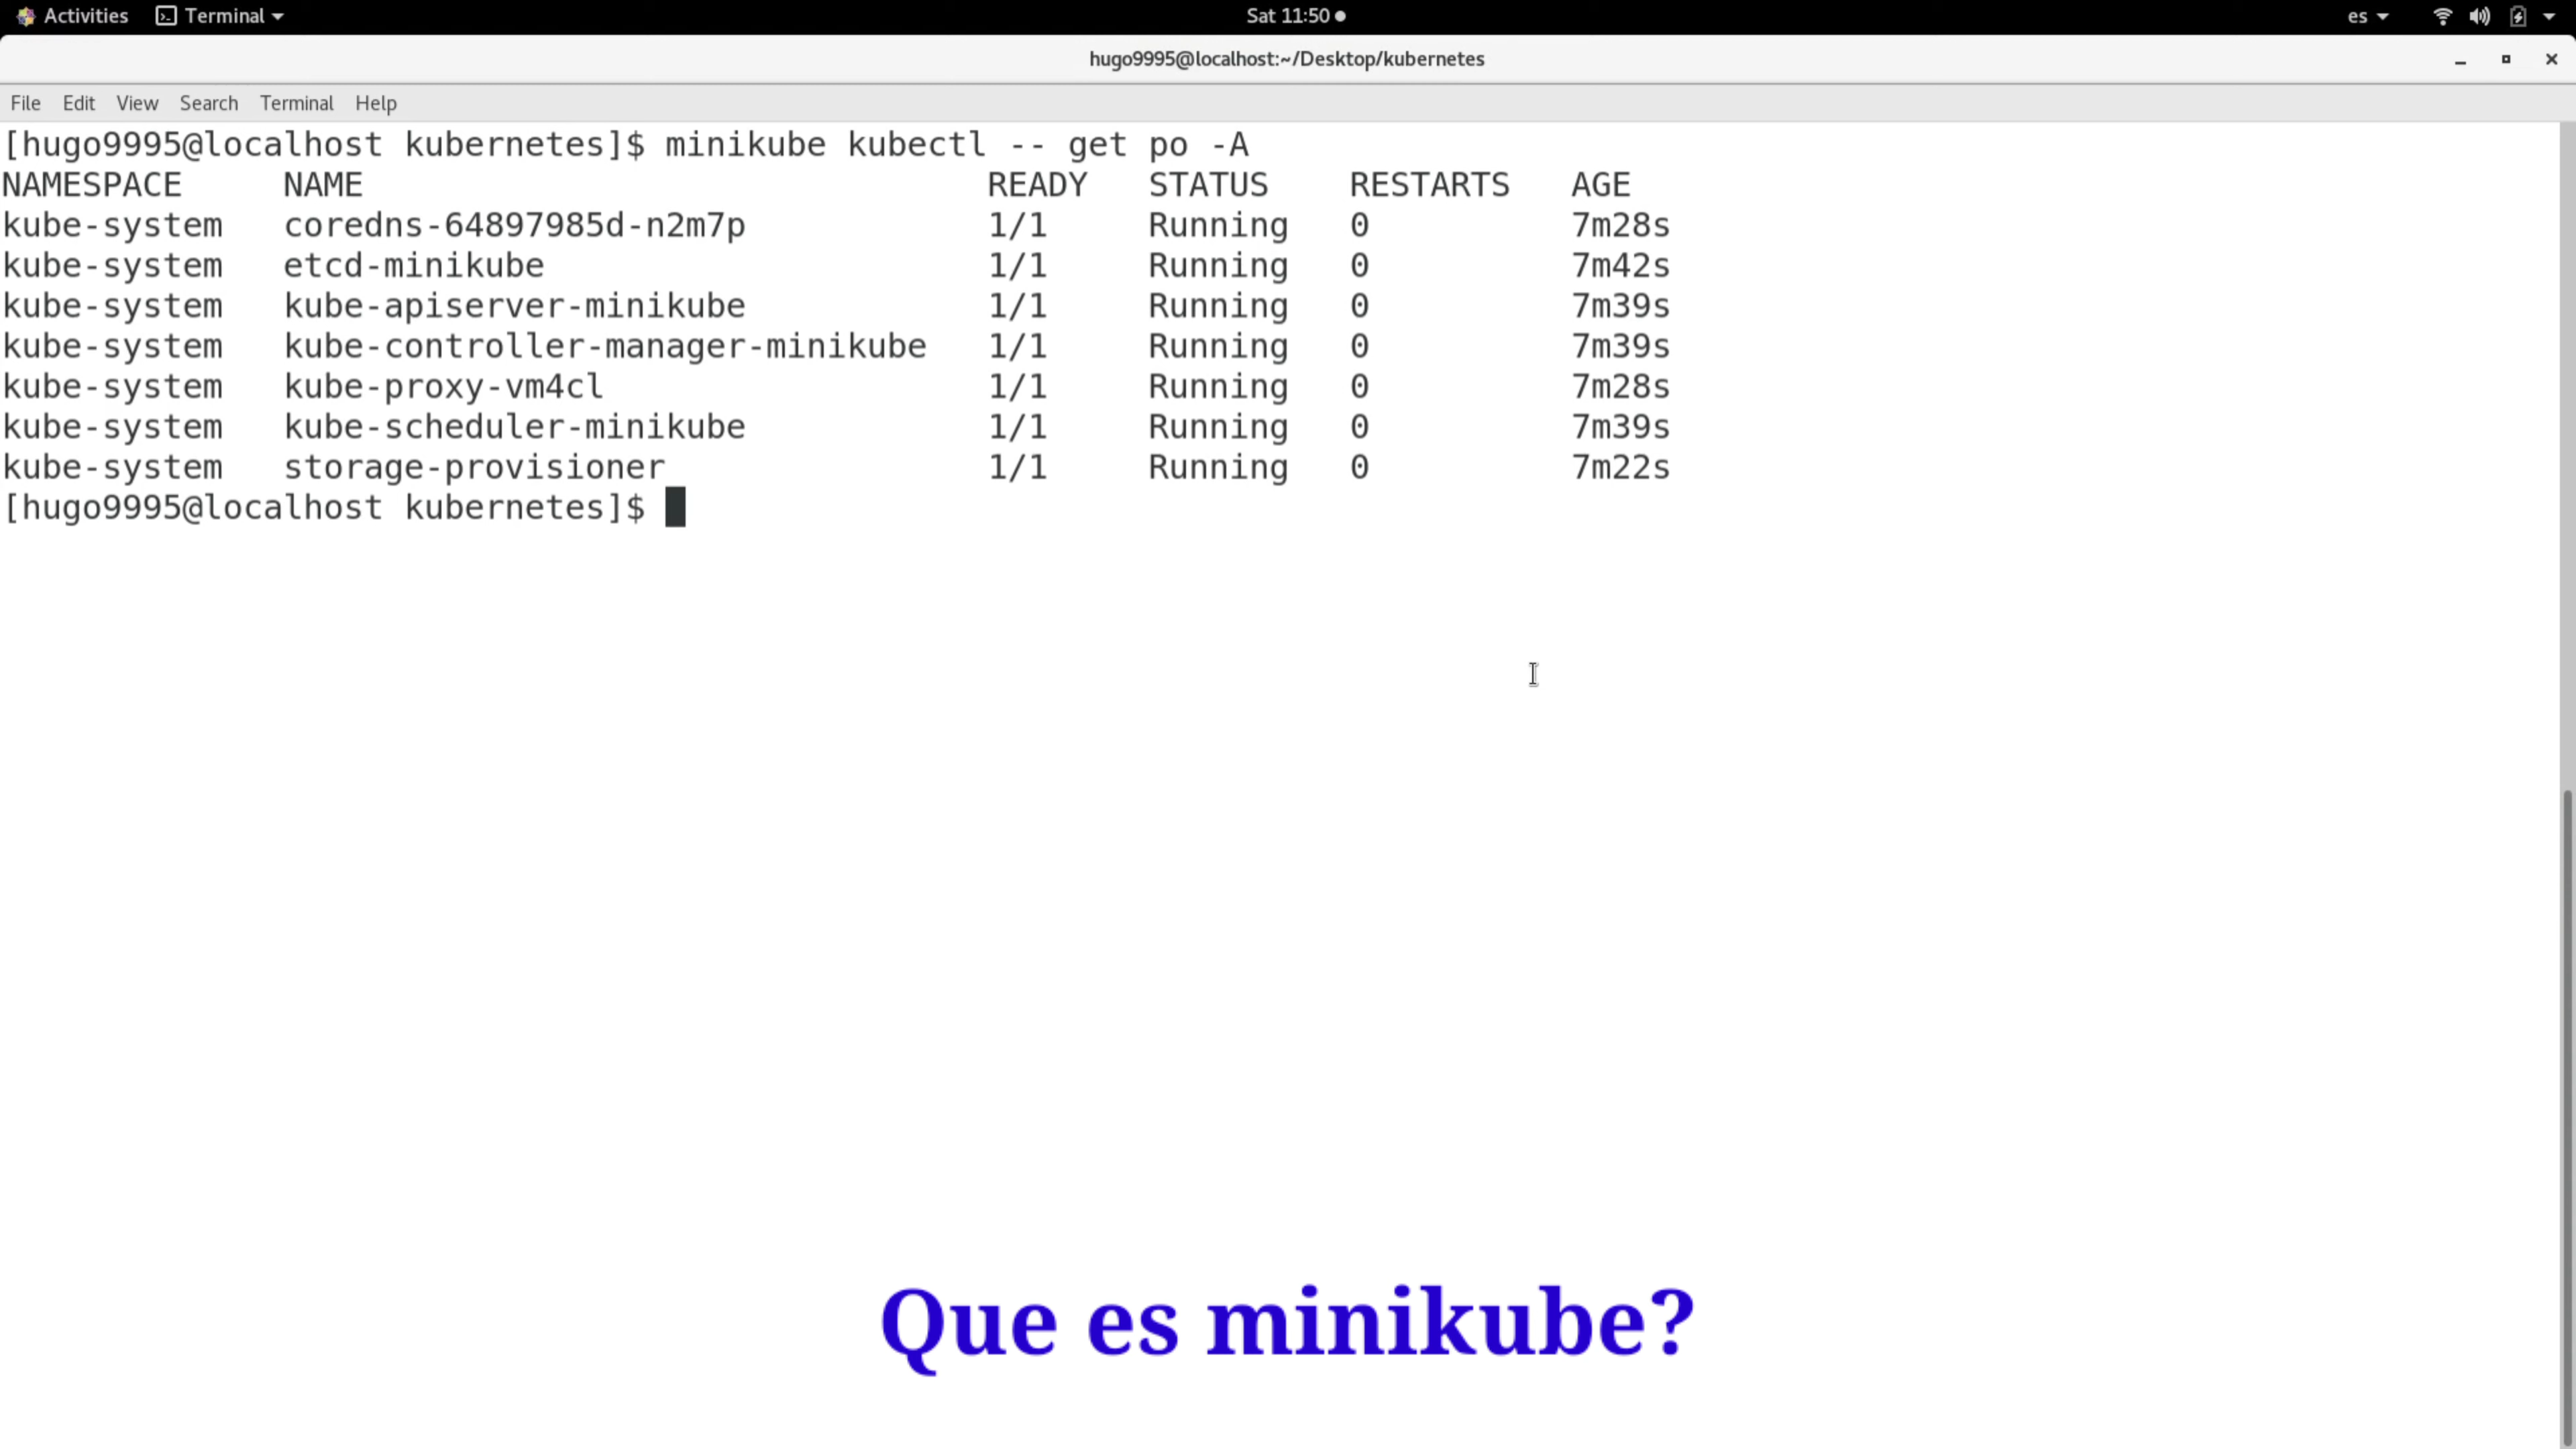 Activities Terminal Sat 11:50 es
hugo9995@localhost:~/Desktop/kubernetes
File Edit View Search Terminal Help
[hugo9995@localhost kubernetes]$ minikube kubectl -- get po -A
NAMESPACE NAME READY STATUS RESTARTS AGE
kube-system coredns-64897985d-n2m7p 1/1 Running 0 7m28s
kube-system etcd-minikube 1/1 Running 0 7m42s
kube-system kube-apiserver-minikube 1/1 Running 0 7m39s
kube-system kube-controller-manager-minikube 1/1 Running 0 7m39s
kube-system kube-proxy-vm4cl 1/1 Running 0 7m28s
kube-system kube-scheduler-minikube 1/1 Running 0 7m39s
kube-system storage-provisioner 1/1 Running 0 7m22s
[hugo9995@localhost kubernetes]$
Que es minikube?